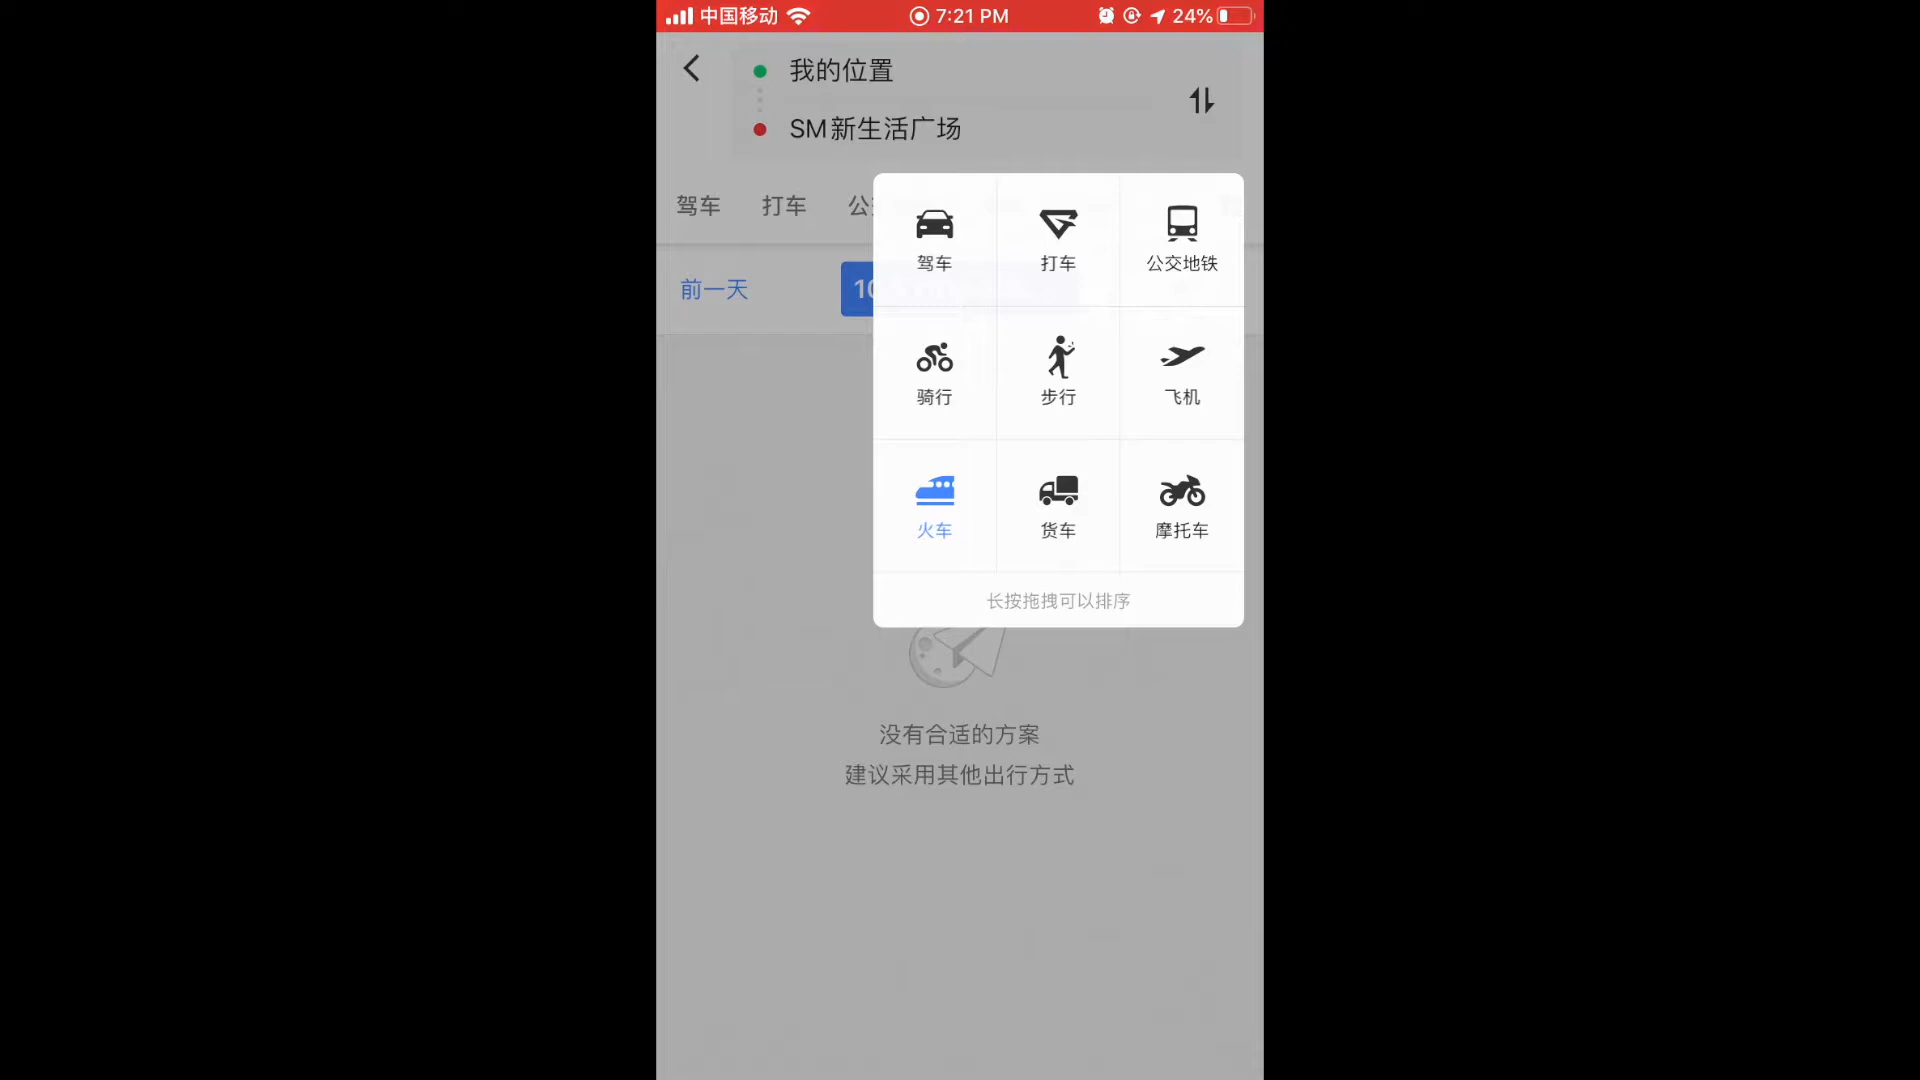 中国移动 7:21 PM 24%
我的位置
SM新生活广场
驾车 打车
前一天
驾车 打车 公交地铁
骑行 步行 飞机
火车 货车 摩托车
长按拖拽可以排序
没有合适的方案
建议采用其他出行方式